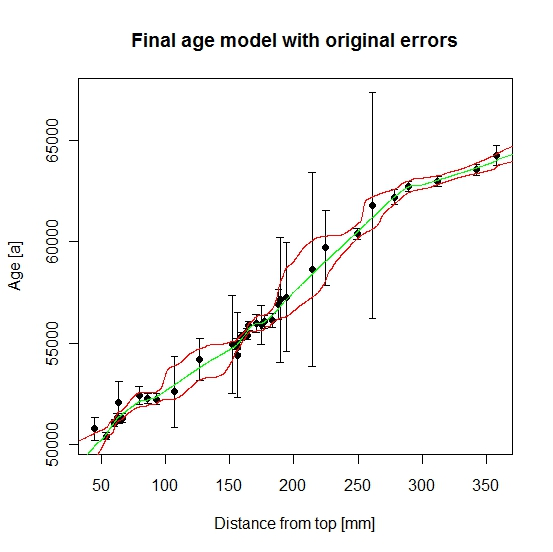 Final age model with original errors
65000
60000
55000
50000
Age [a]
50 100 150 200 250 300 350
Distance from top [mm]